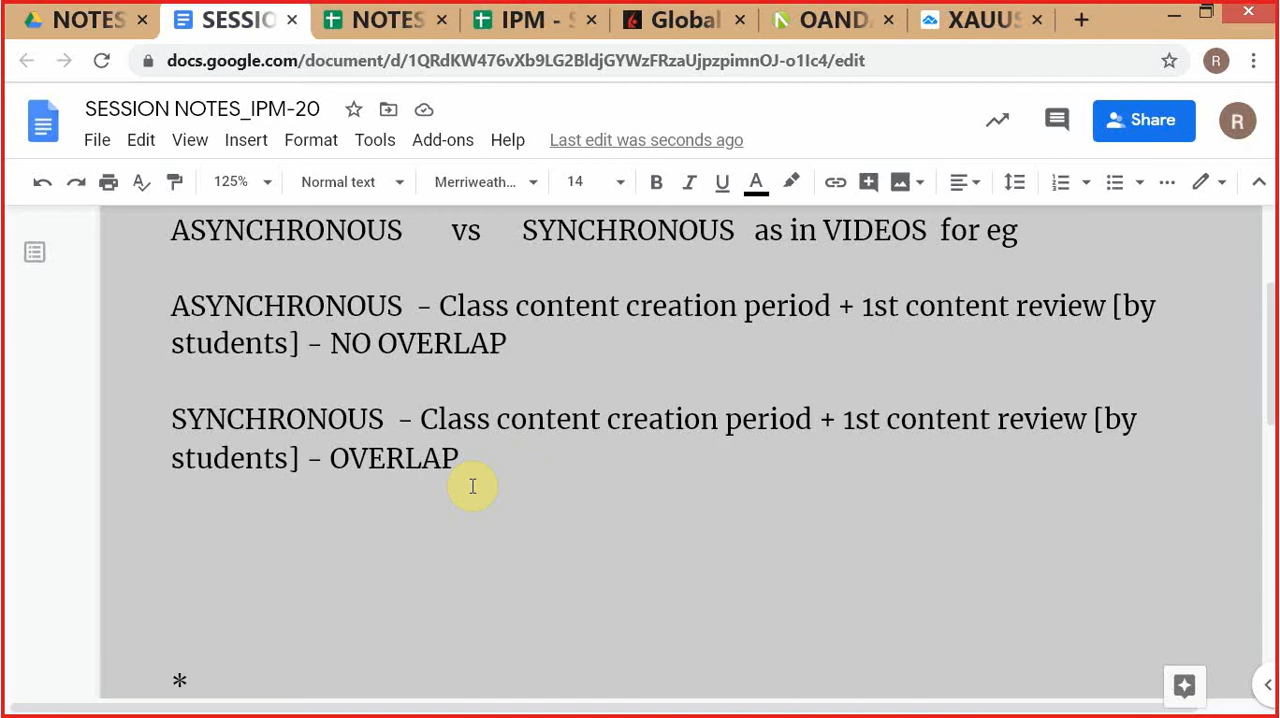 NOTES
SESSION
NOTES
IPM - S
Global
OANDA
XAUUS
docs.google.com/document/d/1QRdKW476vXb9LG2BldjGYWzFRzaUjpzpimnOJ-o1Ic4/edit
R
SESSION NOTES_IPM-20
File Edit View Insert Format Tools Add-ons Help Last edit was seconds ago
Share
R
125% Normal text Merriweath... 14 B I U A
ASYNCHRONOUS vs SYNCHRONOUS as in VIDEOS for eg
ASYNCHRONOUS - Class content creation period + 1st content review [by
students] - NO OVERLAP
SYNCHRONOUS - Class content creation period + 1st content review [by
students] - OVERLAP
*